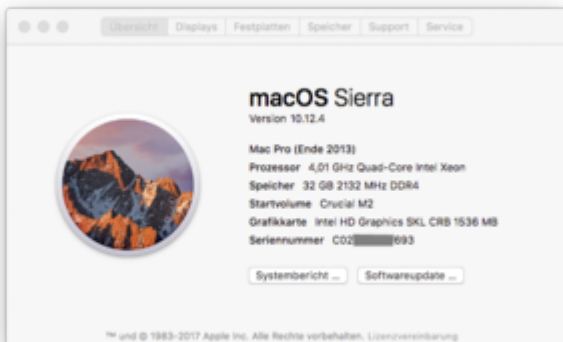 Übersicht Displays Festplatten Speicher Support Service
macOS Sierra
Version 10.12.4
Mac Pro (Ende 2013)
Prozessor 4,01 GHz Quad-Core Intel Xeon
Speicher 32 GB 2132 MHz DDR4
Startvolume Crucial M2
Grafikkarte Intel HD Graphics SKL CRB 1536 MB
Seriennummer C02 693
Systembericht ... Softwareupdate ...
™ und © 1983-2017 Apple Inc. Alle Rechte vorbehalten. Lizenzvereinbarung